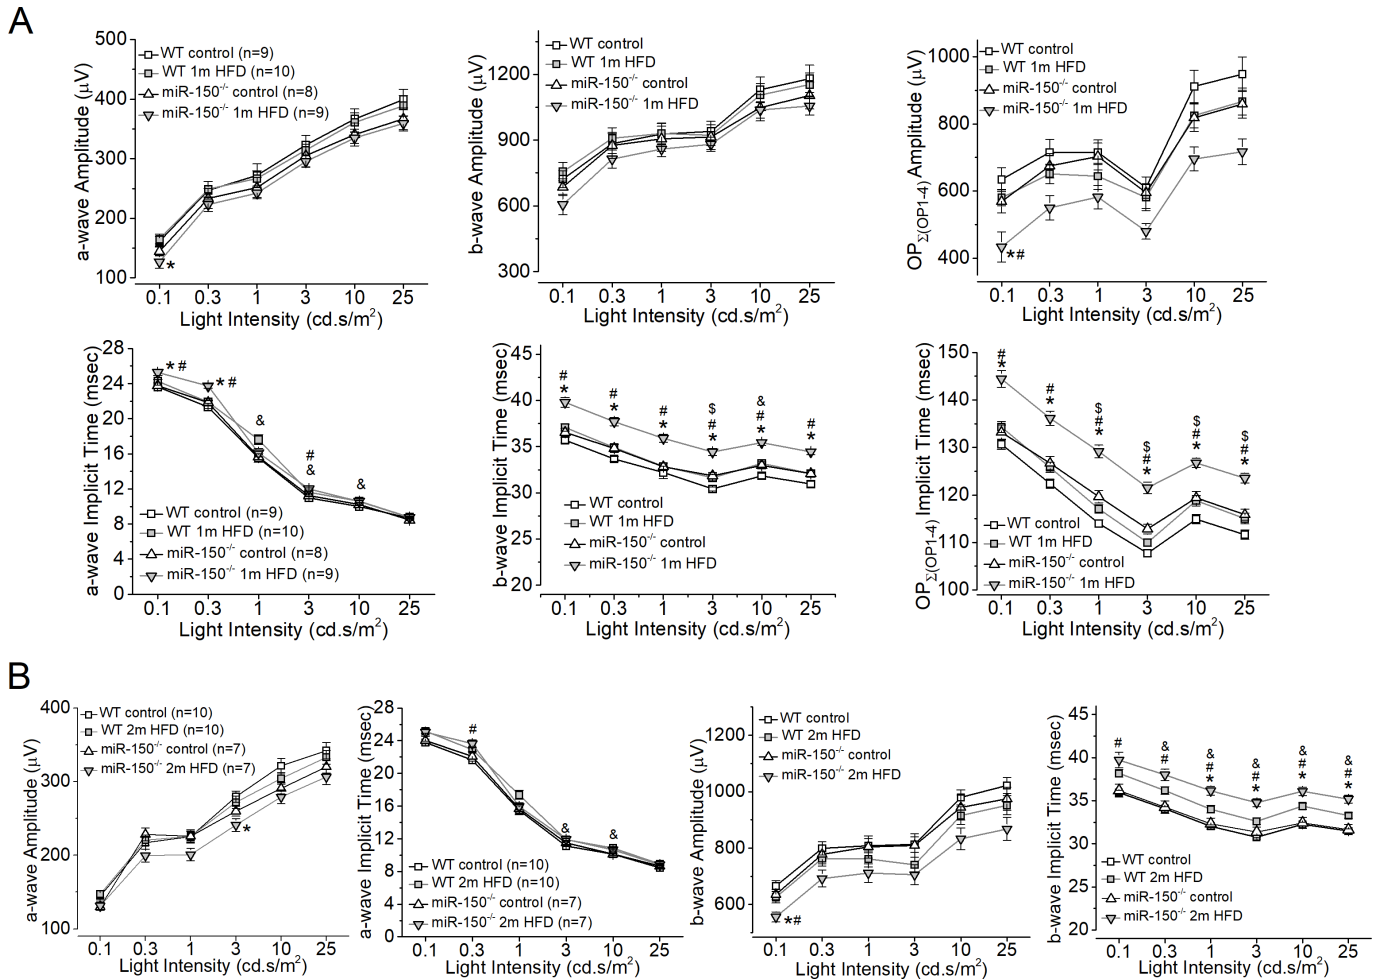 A
a-wave Amplitude (μV)
500
400
300
200
100
WT control (n=9)
WT 1m HFD (n=10)
miR-150-/- control (n=8)
miR-150-/- 1m HFD (n=9)
*
0.1 0.3 1 3 10 25
Light Intensity (cd.s/m2)
b-wave Amplitude (μV)
1200
900
600
300
WT control
WT 1m HFD
miR-150-/- control
miR-150-/- 1m HFD
0.1 0.3 1 3 10 25
Light Intensity (cd.s/m2)
OPΣ(OP1-4) Amplitude (μV)
1000
800
600
400
WT control
WT 1m HFD
miR-150-/- control
miR-150-/- 1m HFD
*#
0.1 0.3 1 3 10 25
Light Intensity (cd.s/m2)
a-wave Implicit Time (msec)
28
24
20
16
12
8
4
0
* #
* #
&
#
&
&
WT control (n=9)
WT 1m HFD (n=10)
miR-150-/- control (n=8)
miR-150-/- 1m HFD (n=9)
0.1 0.3 1 3 10 25
Light Intensity (cd.s/m2)
b-wave Implicit Time (msec)
45
40
35
30
25
20
# # # $ & #
* * * # # *
* *
WT control
WT 1m HFD
miR-150-/- control
miR-150-/- 1m HFD
0.1 0.3 1 3 10 25
Light Intensity (cd.s/m2)
OPΣ(OP1-4) Implicit Time (msec)
150
140
130
120
110
100
# # $ $ $ $
* * # # # #
* * * *
WT control
WT 1m HFD
miR-150-/- control
miR-150-/- 1m HFD
0.1 0.3 1 3 10 25
Light Intensity (cd.s/m2)
B
a-wave Amplitude (μV)
400
300
200
100
WT control (n=10)
WT 2m HFD (n=10)
miR-150-/- control (n=7)
miR-150-/- 2m HFD (n=7)
*
0.1 0.3 1 3 10 25
Light Intensity (cd.s/m2)
a-wave Implicit Time (msec)
28
24
20
16
12
8
4
0
#
& &
WT control (n=10)
WT 2m HFD (n=10)
miR-150-/- control (n=7)
miR-150-/- 2m HFD (n=7)
0.1 0.3 1 3 10 25
Light Intensity (cd.s/m2)
b-wave Amplitude (μV)
1200
1000
800
600
WT control
WT 2m HFD
miR-150-/- control
miR-150-/- 2m HFD
*#
0.1 0.3 1 3 10 25
Light Intensity (cd.s/m2)
b-wave Implicit Time (msec)
45
40
35
30
25
20
# & & & & &
# # # # #
* * * *
WT control
WT 2m HFD
miR-150-/- control
miR-150-/- 2m HFD
0.1 0.3 1 3 10 25
Light Intensity (cd.s/m2)